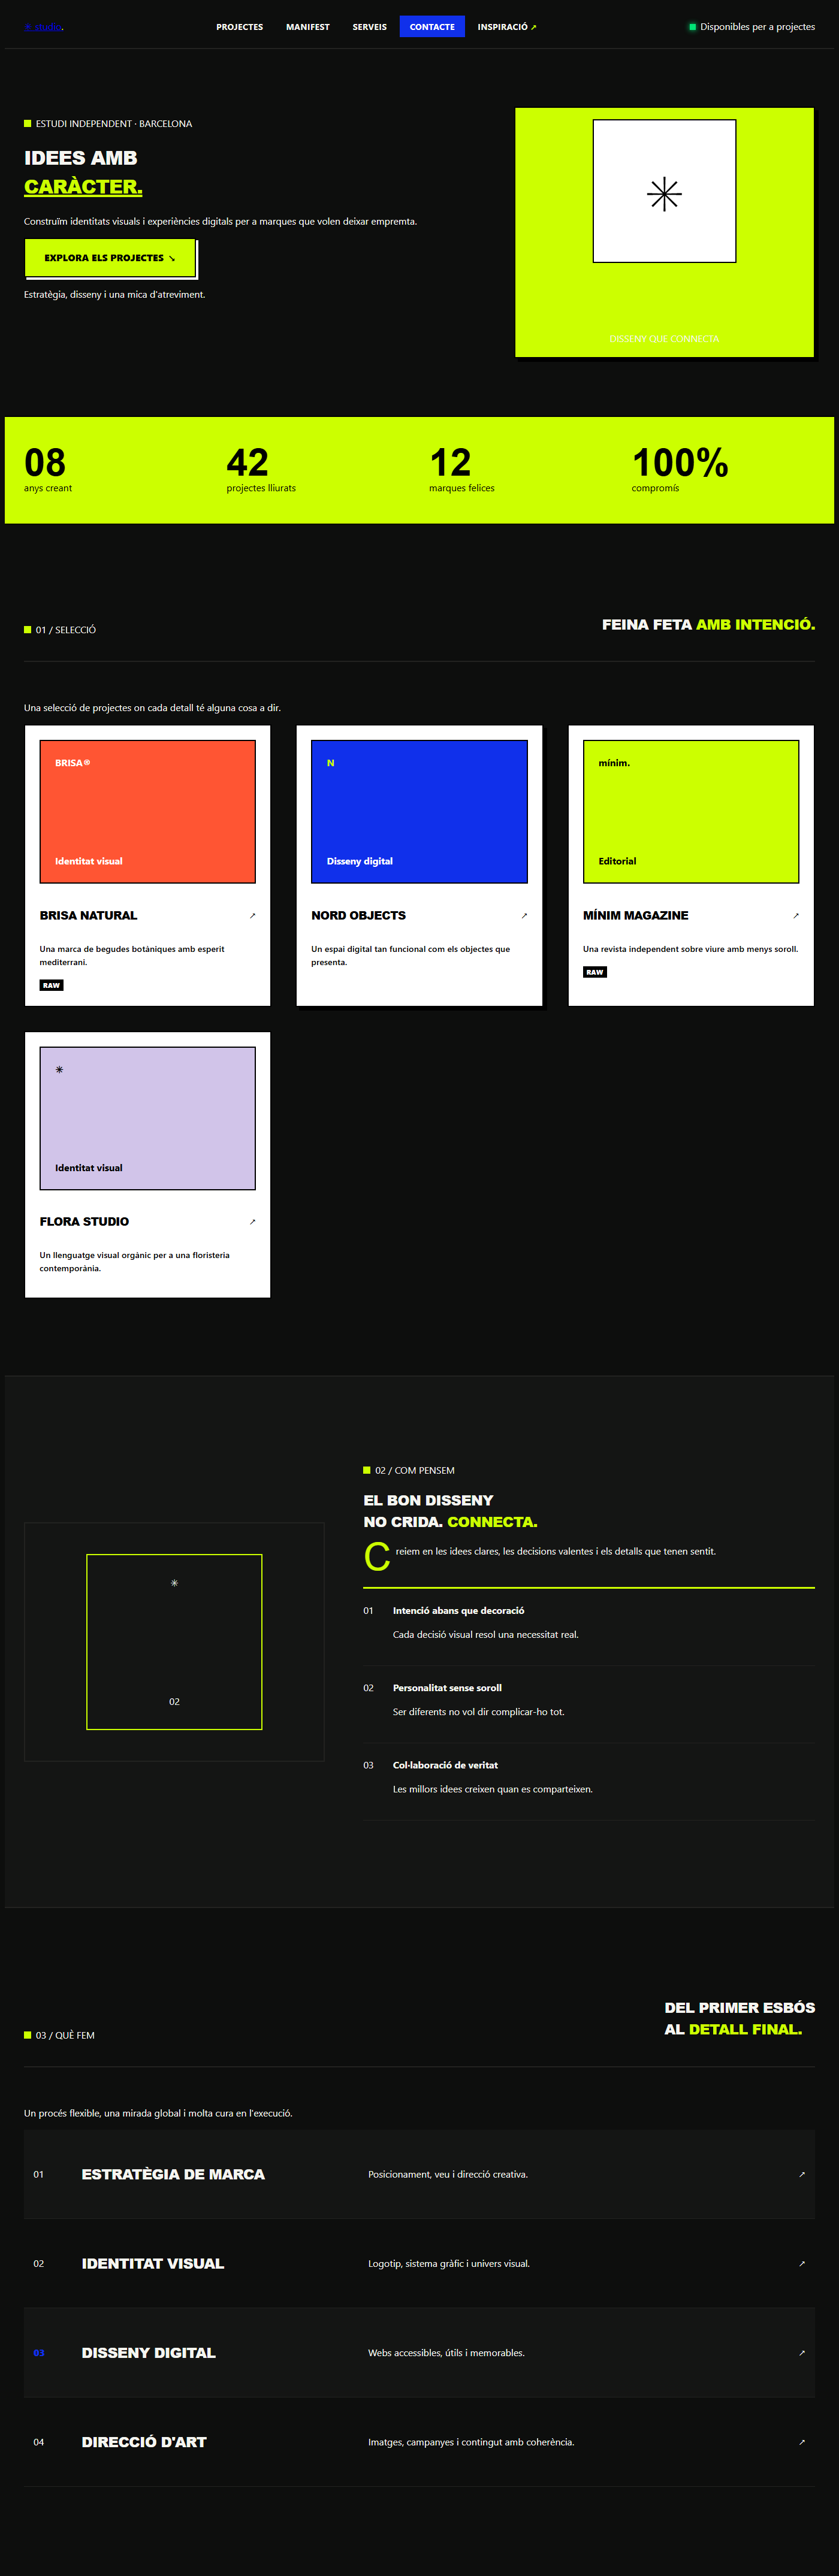 ✳ studio.
PROJECTES MANIFEST SERVEIS CONTACTE INSPIRACIÓ ↗
Disponibles per a projectes
ESTUDI INDEPENDENT · BARCELONA
IDEES AMB
CARÀCTER.
Construïm identitats visuals i experiències digitals per a marques que volen deixar empremta.
EXPLORA ELS PROJECTES ↘
Estratègia, disseny i una mica d'atreviment.
✳
DISSENY QUE CONNECTA
08
anys creant
42
projectes lliurats
12
marques felices
100%
compromís
01 / SELECCIÓ
FEINA FETA AMB INTENCIÓ.
Una selecció de projectes on cada detall té alguna cosa a dir.
BRISA®
Identitat visual
BRISA NATURAL ↗
Una marca de begudes botàniques amb esperit
mediterrani.
RAW
N
Disseny digital
NORD OBJECTS ↗
Un espai digital tan funcional com els objectes que
presenta.
mínim.
Editorial
MÍNIM MAGAZINE ↗
Una revista independent sobre viure amb menys soroll.
RAW
✳
Identitat visual
FLORA STUDIO ↗
Un llenguatge visual orgànic per a una floristeria
contemporània.
✳
02
02 / COM PENSEM
EL BON DISSENY
NO CRIDA. CONNECTA.
Creiem en les idees clares, les decisions valentes i els detalls que tenen sentit.
01 Intenció abans que decoració
Cada decisió visual resol una necessitat real.
02 Personalitat sense soroll
Ser diferents no vol dir complicar-ho tot.
03 Col·laboració de veritat
Les millors idees creixen quan es comparteixen.
03 / QUÈ FEM
DEL PRIMER ESBÓS
AL DETALL FINAL.
Un procés flexible, una mirada global i molta cura en l'execució.
01 ESTRATÈGIA DE MARCA Posicionament, veu i direcció creativa. ↗
02 IDENTITAT VISUAL Logotip, sistema gràfic i univers visual. ↗
03 DISSENY DIGITAL Webs accessibles, útils i memorables. ↗
04 DIRECCIÓ D'ART Imatges, campanyes i contingut amb coherència. ↗